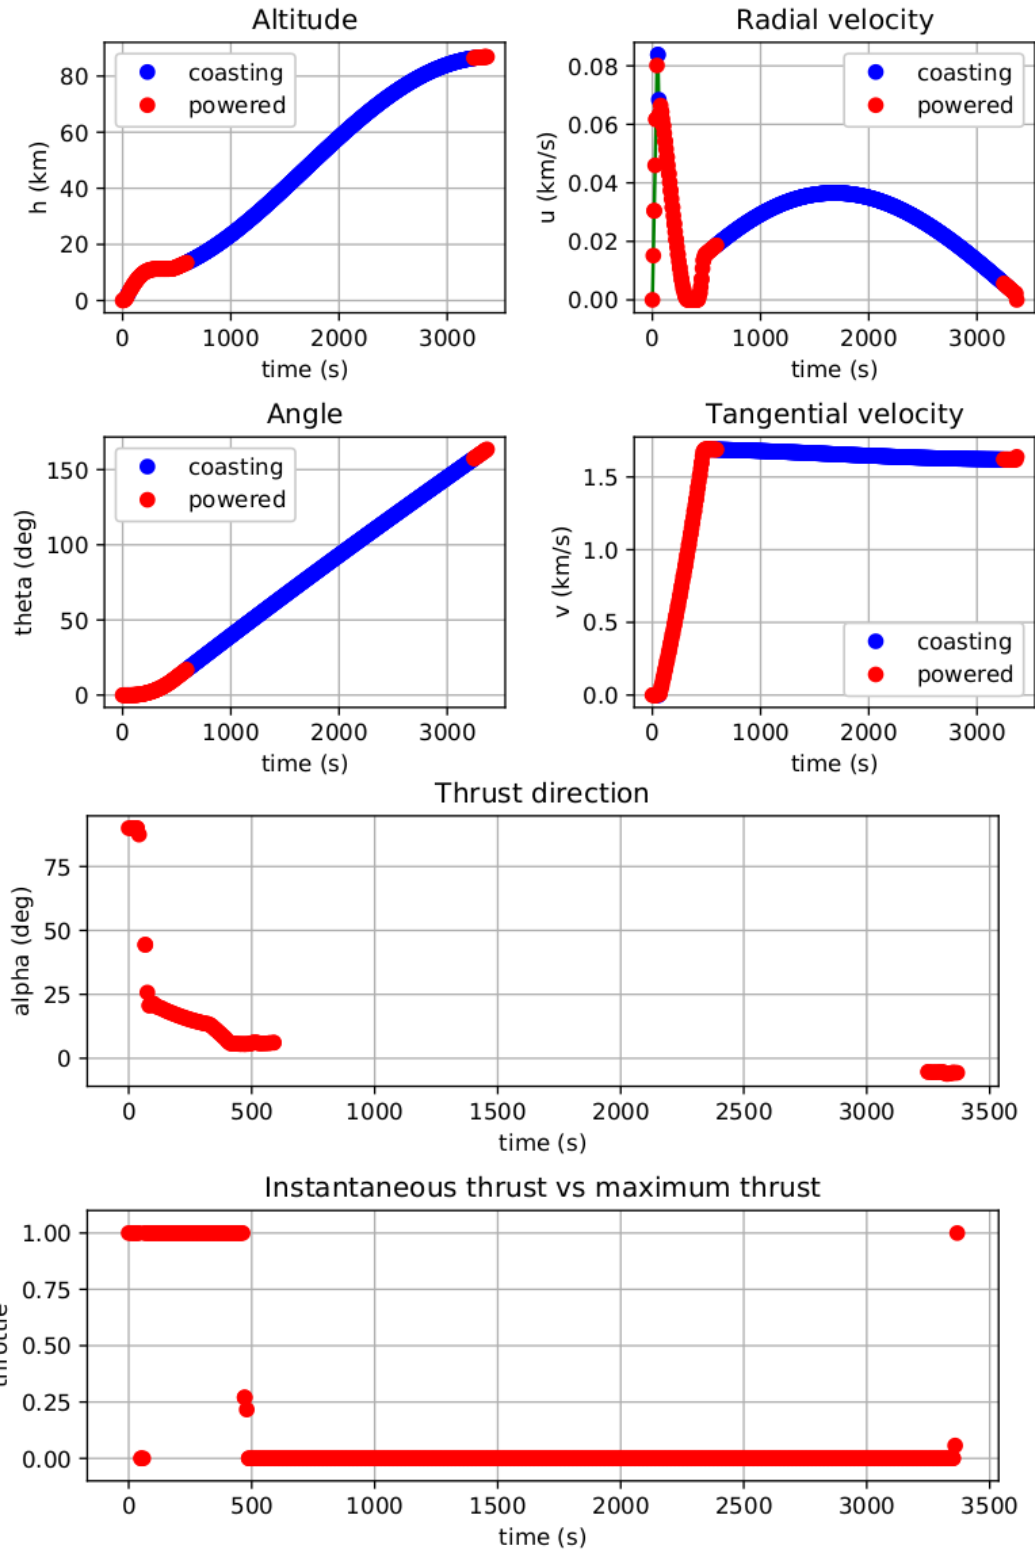 Altitude
Radial velocity
h (km)
80
60
40
20
0
coasting
powered
0 1000 2000 3000
time (s)
u (km/s)
0.08
0.06
0.04
0.02
0.00
coasting
powered
0 1000 2000 3000
time (s)
Angle
Tangential velocity
theta (deg)
150
100
50
0
coasting
powered
0 1000 2000 3000
time (s)
v (km/s)
1.5
1.0
0.5
0.0
coasting
powered
0 1000 2000 3000
time (s)
Thrust direction
alpha (deg)
75
50
25
0
0 500 1000 1500 2000 2500 3000 3500
time (s)
Instantaneous thrust vs maximum thrust
throttle
1.00
0.75
0.50
0.25
0.00
0 500 1000 1500 2000 2500 3000 3500
time (s)